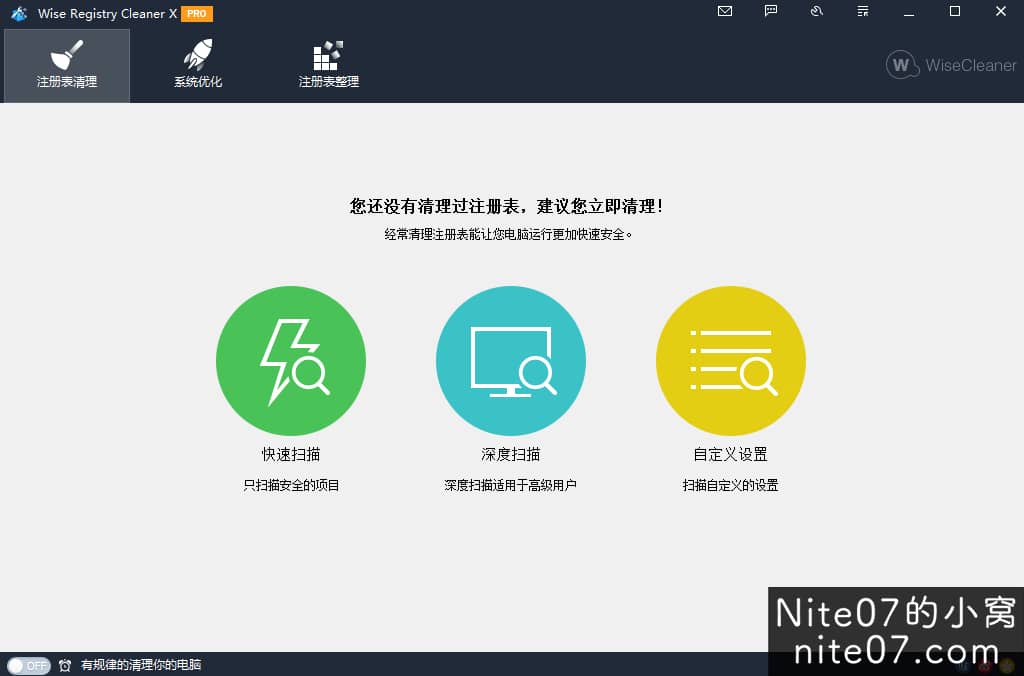 Wise Registry Cleaner X PRO
注册表清理
系统优化
注册表整理
W WiseCleaner
您还没有清理过注册表，建议您立即清理！
经常清理注册表能让您电脑运行更加快速安全。
快速扫描
深度扫描
自定义设置
只扫描安全的项目
深度扫描适用于高级用户
扫描自定义的设置
Nite07的小窝
nite07.com
OFF 有规律的清理你的电脑